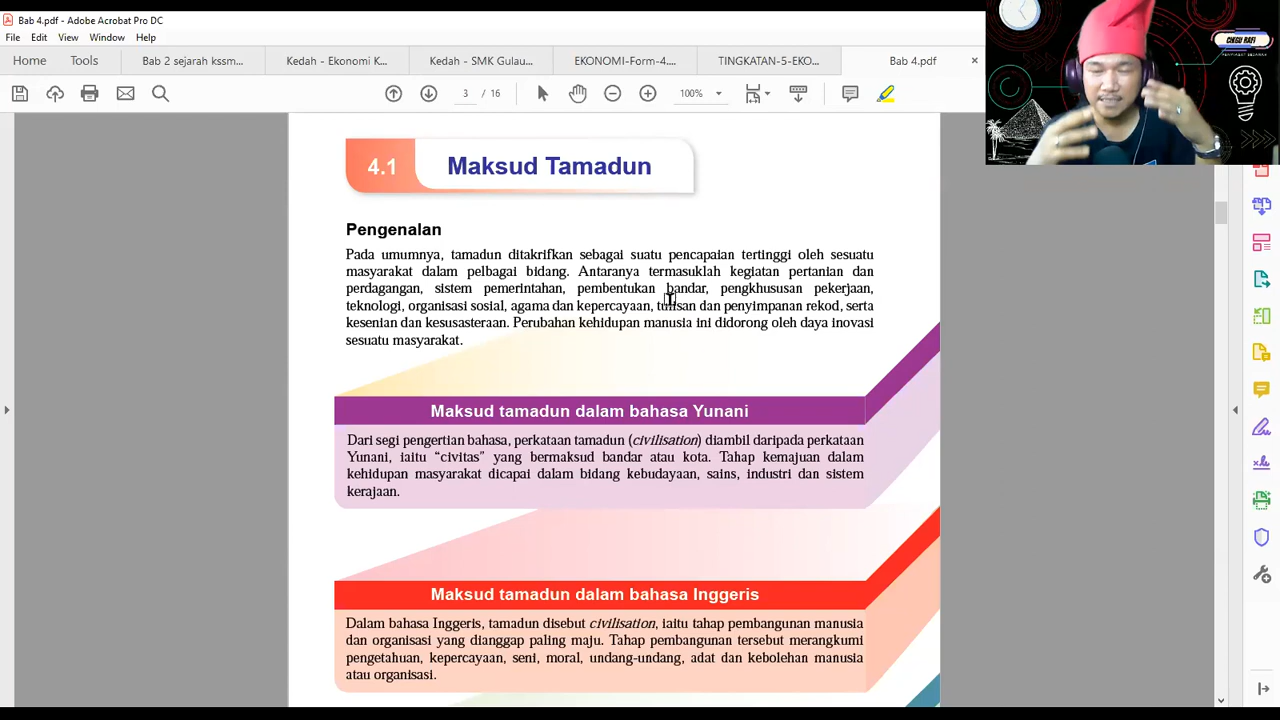 Bab 4.pdf - Adobe Acrobat Pro DC
File Edit View Window Help
Home Tools Bab 2 sejarah kssm... Kedah - Ekonomi K... Kedah - SMK Gulau... EKONOMI-Form-4.... TINGKATAN-5-EKO... Bab 4.pdf ×
3 / 16 100%
CIKGU RAFI
4.1 Maksud Tamadun
Pengenalan
Pada umumnya, tamadun ditakrifkan sebagai suatu pencapaian tertinggi oleh sesuatu
masyarakat dalam pelbagai bidang. Antaranya termasuklah kegiatan pertanian dan
perdagangan, sistem pemerintahan, pembentukan bandar, pengkhususan pekerjaan,
teknologi, organisasi sosial, agama dan kepercayaan, tulisan dan penyimpanan rekod, serta
kesenian dan kesusasteraan. Perubahan kehidupan manusia ini didorong oleh daya inovasi
sesuatu masyarakat.
Maksud tamadun dalam bahasa Yunani
Dari segi pengertian bahasa, perkataan tamadun (civilisation) diambil daripada perkataan
Yunani, iaitu “civitas” yang bermaksud bandar atau kota. Tahap kemajuan dalam
kehidupan masyarakat dicapai dalam bidang kebudayaan, sains, industri dan sistem
kerajaan.
Maksud tamadun dalam bahasa Inggeris
Dalam bahasa Inggeris, tamadun disebut civilisation, iaitu tahap pembangunan manusia
dan organisasi yang dianggap paling maju. Tahap pembangunan tersebut merangkumi
pengetahuan, kepercayaan, seni, moral, undang-undang, adat dan kebolehan manusia
atau organisasi.